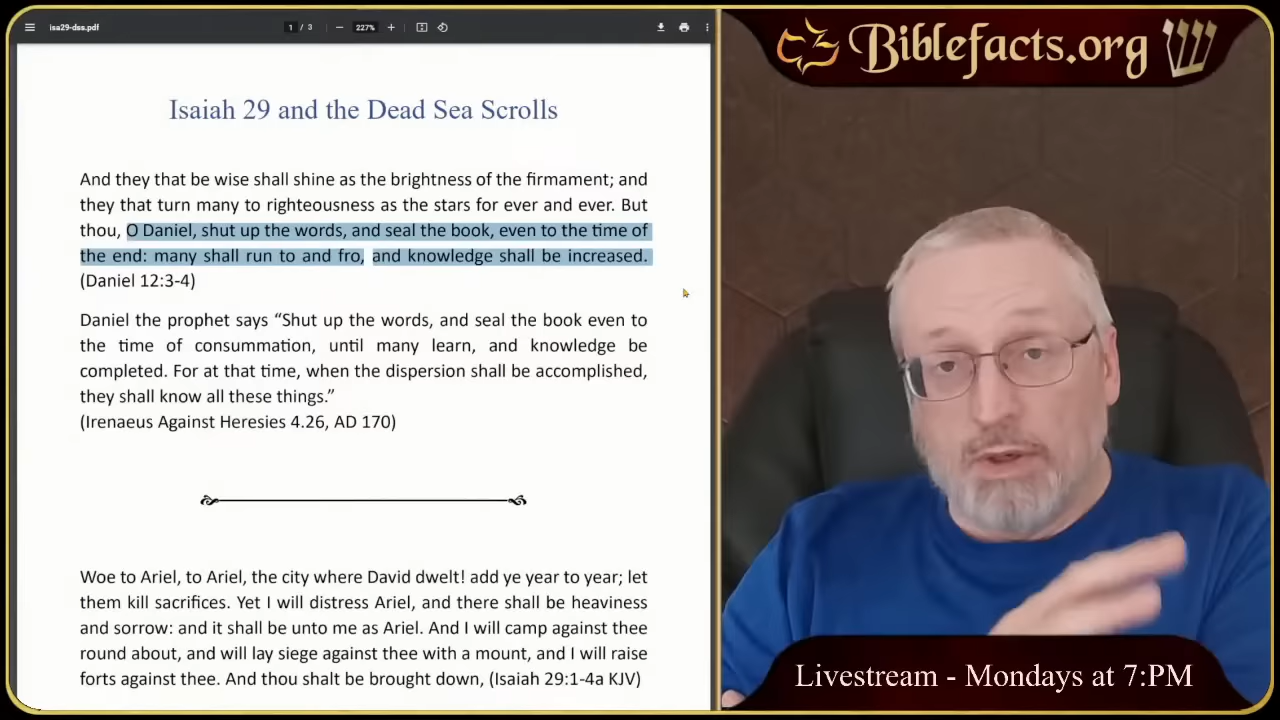 isa29-dss.pdf
1 / 3
227%
Isaiah 29 and the Dead Sea Scrolls
And they that be wise shall shine as the brightness of the firmament; and
they that turn many to righteousness as the stars for ever and ever. But
thou, O Daniel, shut up the words, and seal the book, even to the time of
the end: many shall run to and fro, and knowledge shall be increased.
(Daniel 12:3-4)
Daniel the prophet says “Shut up the words, and seal the book even to
the time of consummation, until many learn, and knowledge be
completed. For at that time, when the dispersion shall be accomplished,
they shall know all these things.”
(Irenaeus Against Heresies 4.26, AD 170)
Woe to Ariel, to Ariel, the city where David dwelt! add ye year to year; let
them kill sacrifices. Yet I will distress Ariel, and there shall be heaviness
and sorrow: and it shall be unto me as Ariel. And I will camp against thee
round about, and will lay siege against thee with a mount, and I will raise
forts against thee. And thou shalt be brought down, (Isaiah 29:1-4a KJV)
Biblefacts.org ש
Livestream - Mondays at 7:PM